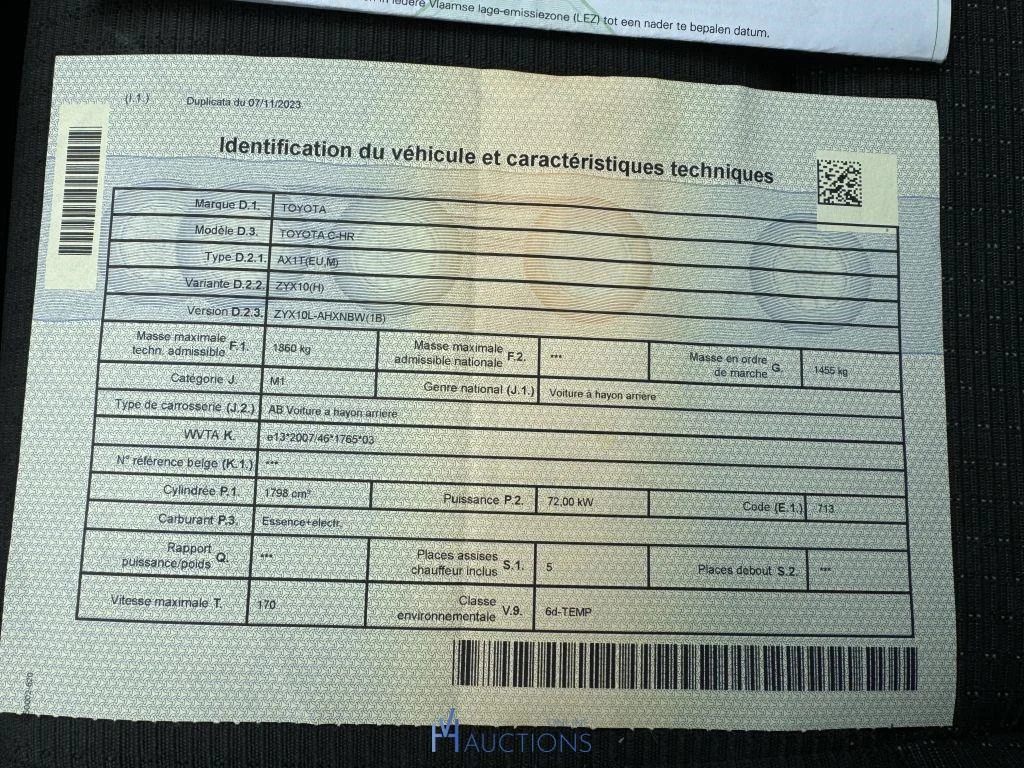 in iedere Vlaamse lage-emissiezone (LEZ) tot een nader te bepalen datum.
(I.1.) Duplicata du 07/11/2023
Identification du véhicule et caractéristiques techniques
Marque D.1. TOYOTA
Modèle D.3. TOYOTA C-HR
Type D.2.1. AX1T(EU,M)
Variante D.2.2. ZYX10(H)
Version D.2.3. ZYX10L-AHXNBW(1B)
Masse maximale techn. admissible F.1. 1860 kg Masse maximale admissible nationale F.2. *** Masse en ordre de marche G. 1455 kg
Catégorie J. M1 Genre national (J.1.) Voiture à hayon arrière
Type de carrosserie (J.2.) AB Voiture à hayon arrière
WVTA K. e13*2007/46*1765*03
N° référence belge (K.1.) ***
Cylindrée P.1. 1798 cm³ Puissance P.2. 72,00 kW Code (E.1.) 713
Carburant P.3. Essence+electr.
Rapport puissance/poids Q. *** Places assises chauffeur inclus S.1. 5 Places debout S.2. ***
Vitesse maximale T. 170 Classe environnementale V.9. 6d-TEMP
AUCTIONS